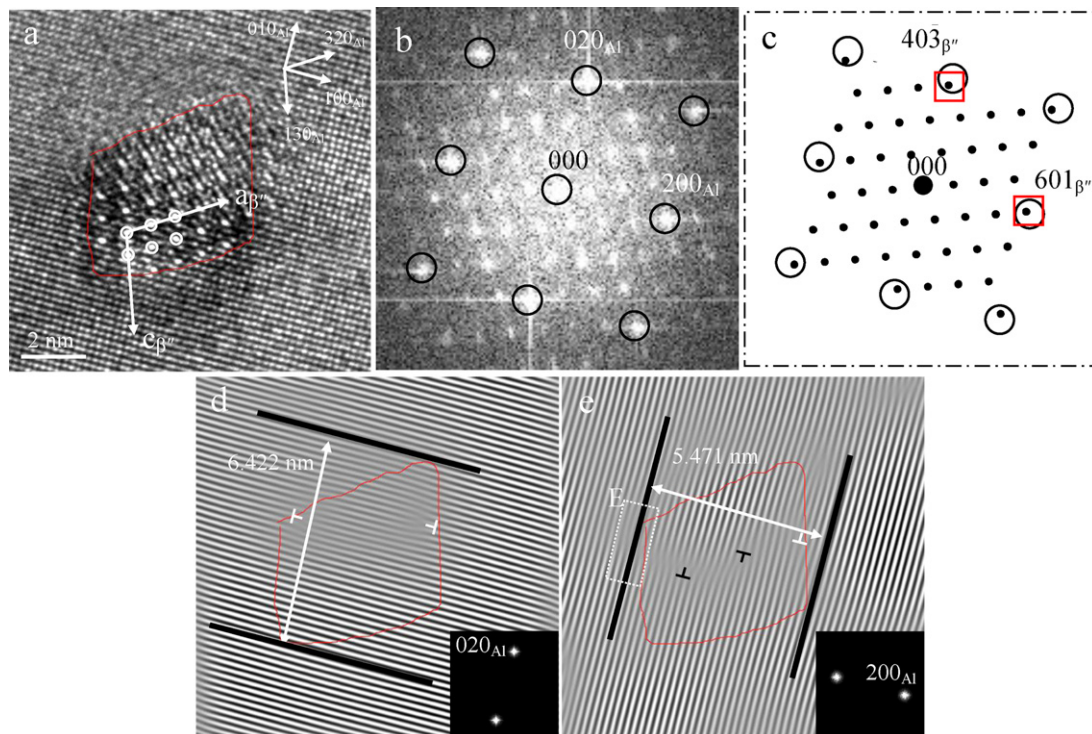 a
010Al
320Al
100Al
130Al
aβ″
cβ″
2 nm
b
020Al
000
200Al
c
403̄β″
000
601β″
d
6.422 nm
020Al
e
5.471 nm
E
200Al